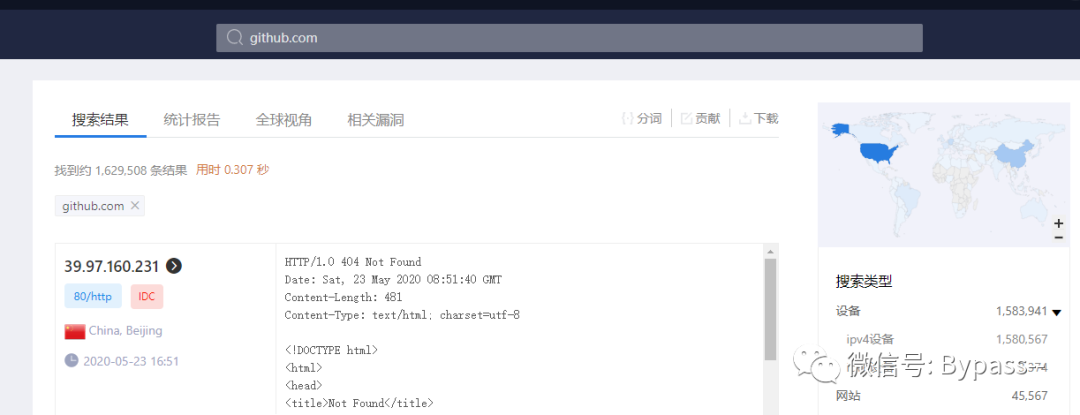 github.com
搜索结果 统计报告 全球视角 相关漏洞 分词 贡献 下载
找到约 1,629,508 条结果 用时 0.307 秒
github.com ×
39.97.160.231
80/http IDC
China, Beijing
2020-05-23 16:51
HTTP/1.0 404 Not Found
Date: Sat, 23 May 2020 08:51:40 GMT
Content-Length: 481
Content-Type: text/html; charset=utf-8
<!DOCTYPE html>
<html>
<head>
<title>Not Found</title>
+
−
搜索类型
设备 1,583,941
ipv4设备 1,580,567
网站 45,567
微信号: Bypass--